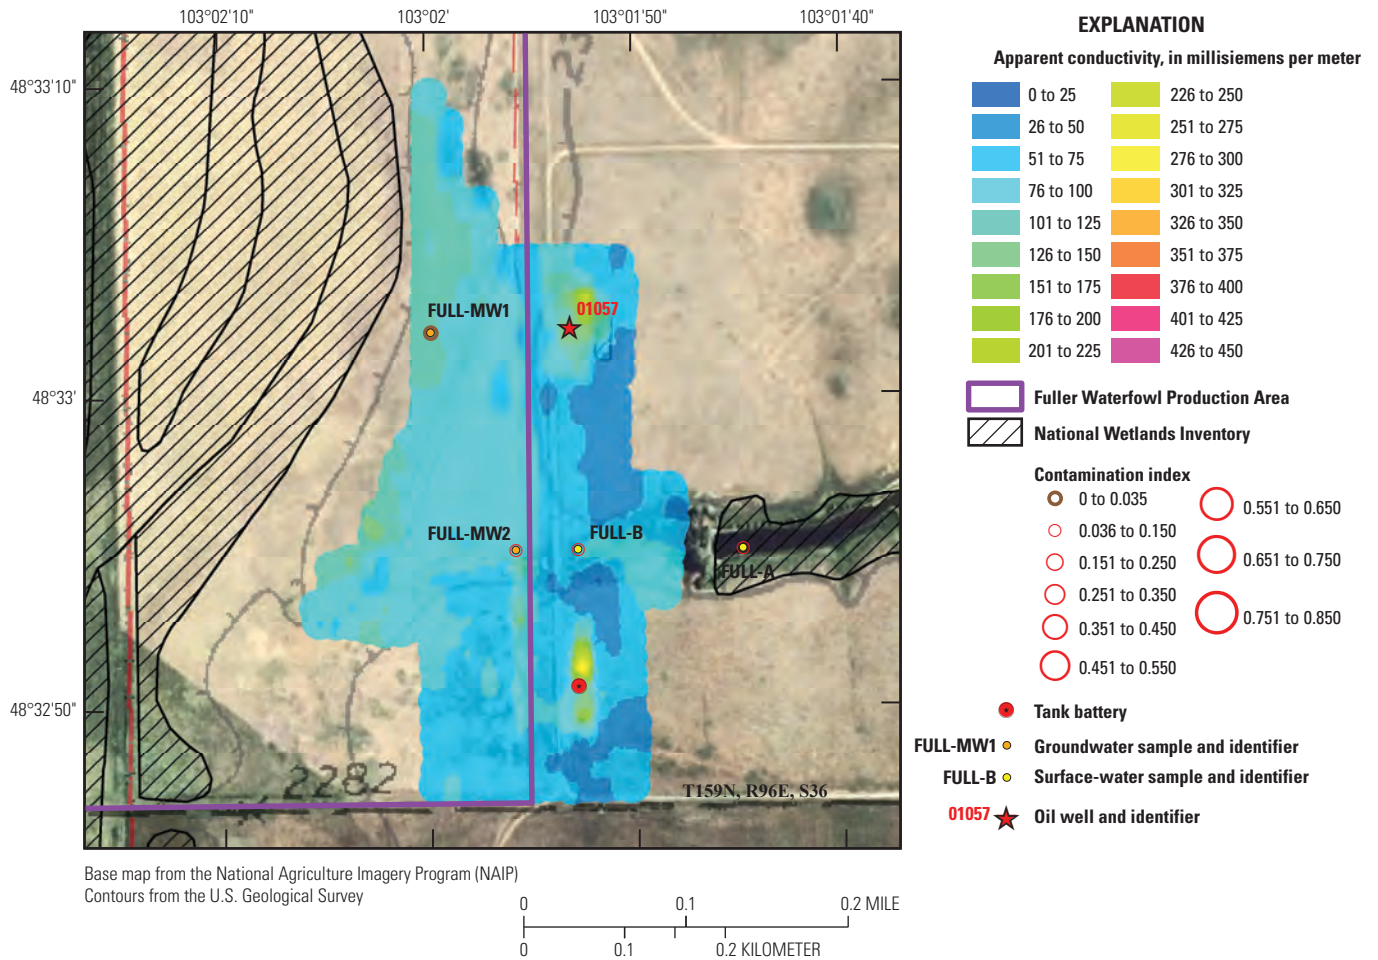 103°02'10"
103°02'
103°01'50"
103°01'40"
48°33'10"
48°33'
48°32'50"
FULL-MW1
01057
FULL-MW2
FULL-B
FULL-A
2282
T159N, R96E, S36
Base map from the National Agriculture Imagery Program (NAIP)
Contours from the U.S. Geological Survey
0 0.1 0.2 MILE
0 0.1 0.2 KILOMETER
EXPLANATION
Apparent conductivity, in millisiemens per meter
0 to 25
26 to 50
51 to 75
76 to 100
101 to 125
126 to 150
151 to 175
176 to 200
201 to 225
226 to 250
251 to 275
276 to 300
301 to 325
326 to 350
351 to 375
376 to 400
401 to 425
426 to 450
Fuller Waterfowl Production Area
National Wetlands Inventory
Contamination index
0 to 0.035
0.036 to 0.150
0.151 to 0.250
0.251 to 0.350
0.351 to 0.450
0.451 to 0.550
0.551 to 0.650
0.651 to 0.750
0.751 to 0.850
Tank battery
FULL-MW1 Groundwater sample and identifier
FULL-B Surface-water sample and identifier
01057 Oil well and identifier